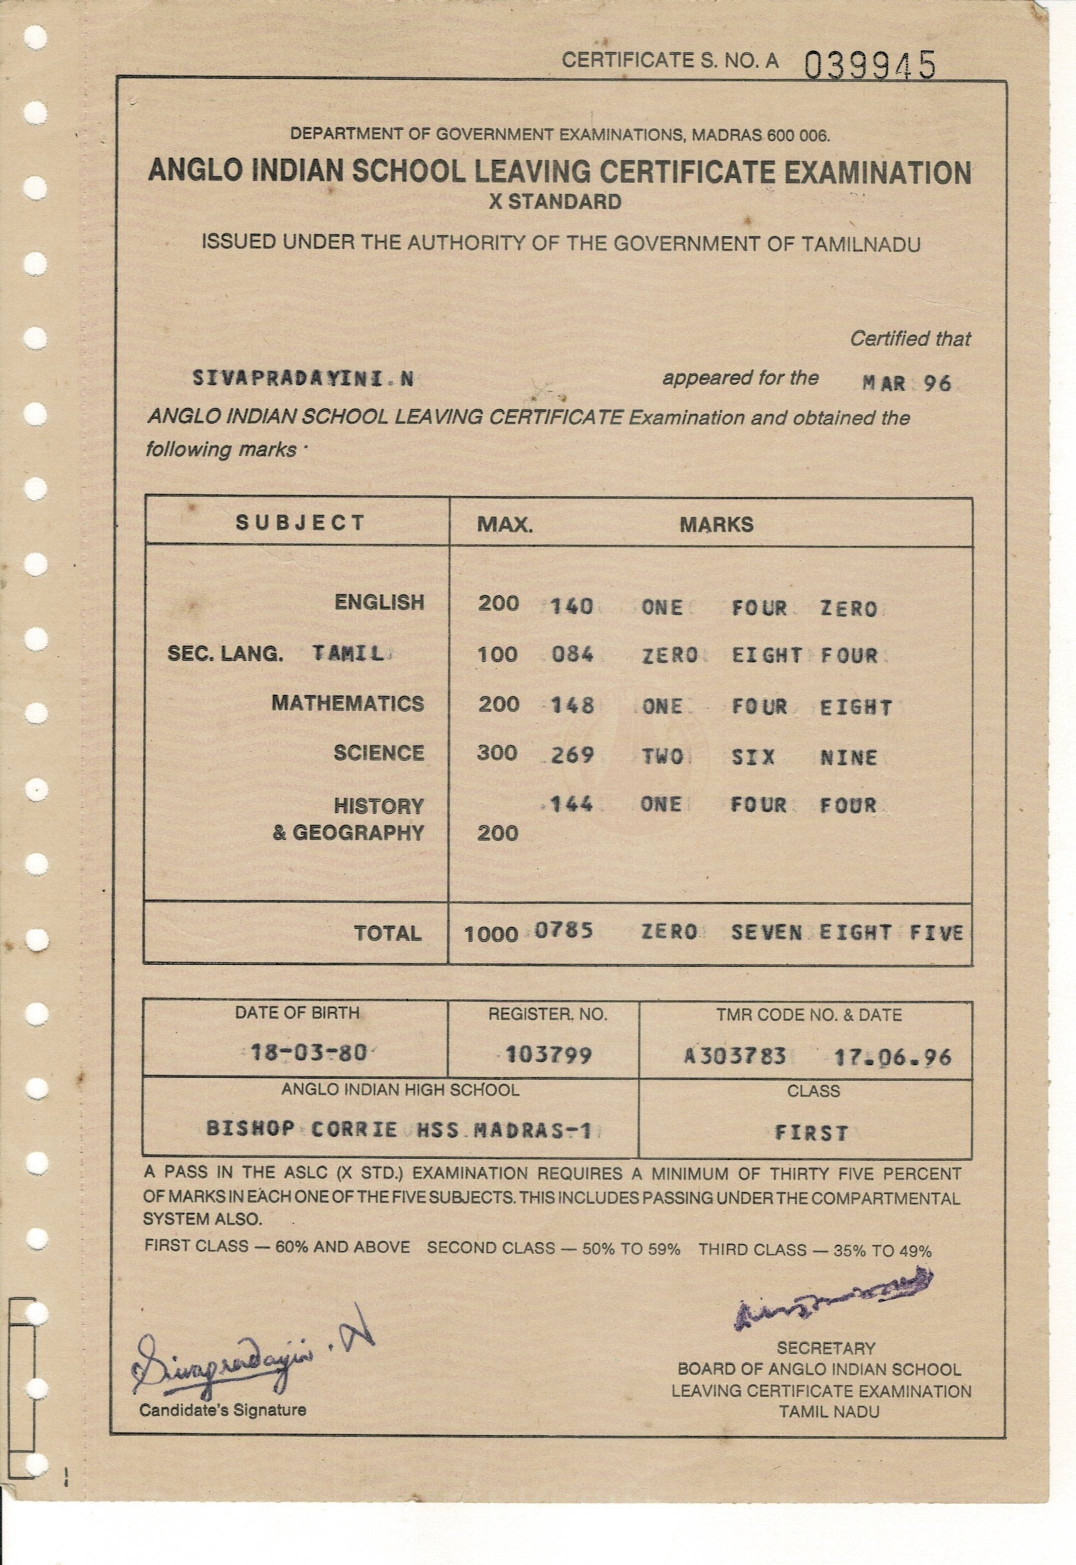 CERTIFICATE S. NO. A 039945
DEPARTMENT OF GOVERNMENT EXAMINATIONS, MADRAS 600 006.
ANGLO INDIAN SCHOOL LEAVING CERTIFICATE EXAMINATION
X STANDARD
ISSUED UNDER THE AUTHORITY OF THE GOVERNMENT OF TAMILNADU
Certified that
SIVAPRADAYINI.N appeared for the MAR 96
ANGLO INDIAN SCHOOL LEAVING CERTIFICATE Examination and obtained the
following marks
SUBJECT MAX. MARKS
ENGLISH 200 140 ONE FOUR ZERO
SEC. LANG. TAMIL 100 084 ZERO EIGHT FOUR
MATHEMATICS 200 148 ONE FOUR EIGHT
SCIENCE 300 269 TWO SIX NINE
HISTORY 144 ONE FOUR FOUR
& GEOGRAPHY 200
TOTAL 1000 0785 ZERO SEVEN EIGHT FIVE
DATE OF BIRTH REGISTER. NO. TMR CODE NO. & DATE
18-03-80 103799 A303783 17.06.96
ANGLO INDIAN HIGH SCHOOL CLASS
BISHOP CORRIE HSS MADRAS-1 FIRST
A PASS IN THE ASLC (X STD.) EXAMINATION REQUIRES A MINIMUM OF THIRTY FIVE PERCENT
OF MARKS IN EACH ONE OF THE FIVE SUBJECTS. THIS INCLUDES PASSING UNDER THE COMPARTMENTAL
SYSTEM ALSO.
FIRST CLASS — 60% AND ABOVE SECOND CLASS — 50% TO 59% THIRD CLASS — 35% TO 49%
Sivapradayini . N
Candidate's Signature
SECRETARY
BOARD OF ANGLO INDIAN SCHOOL
LEAVING CERTIFICATE EXAMINATION
TAMIL NADU